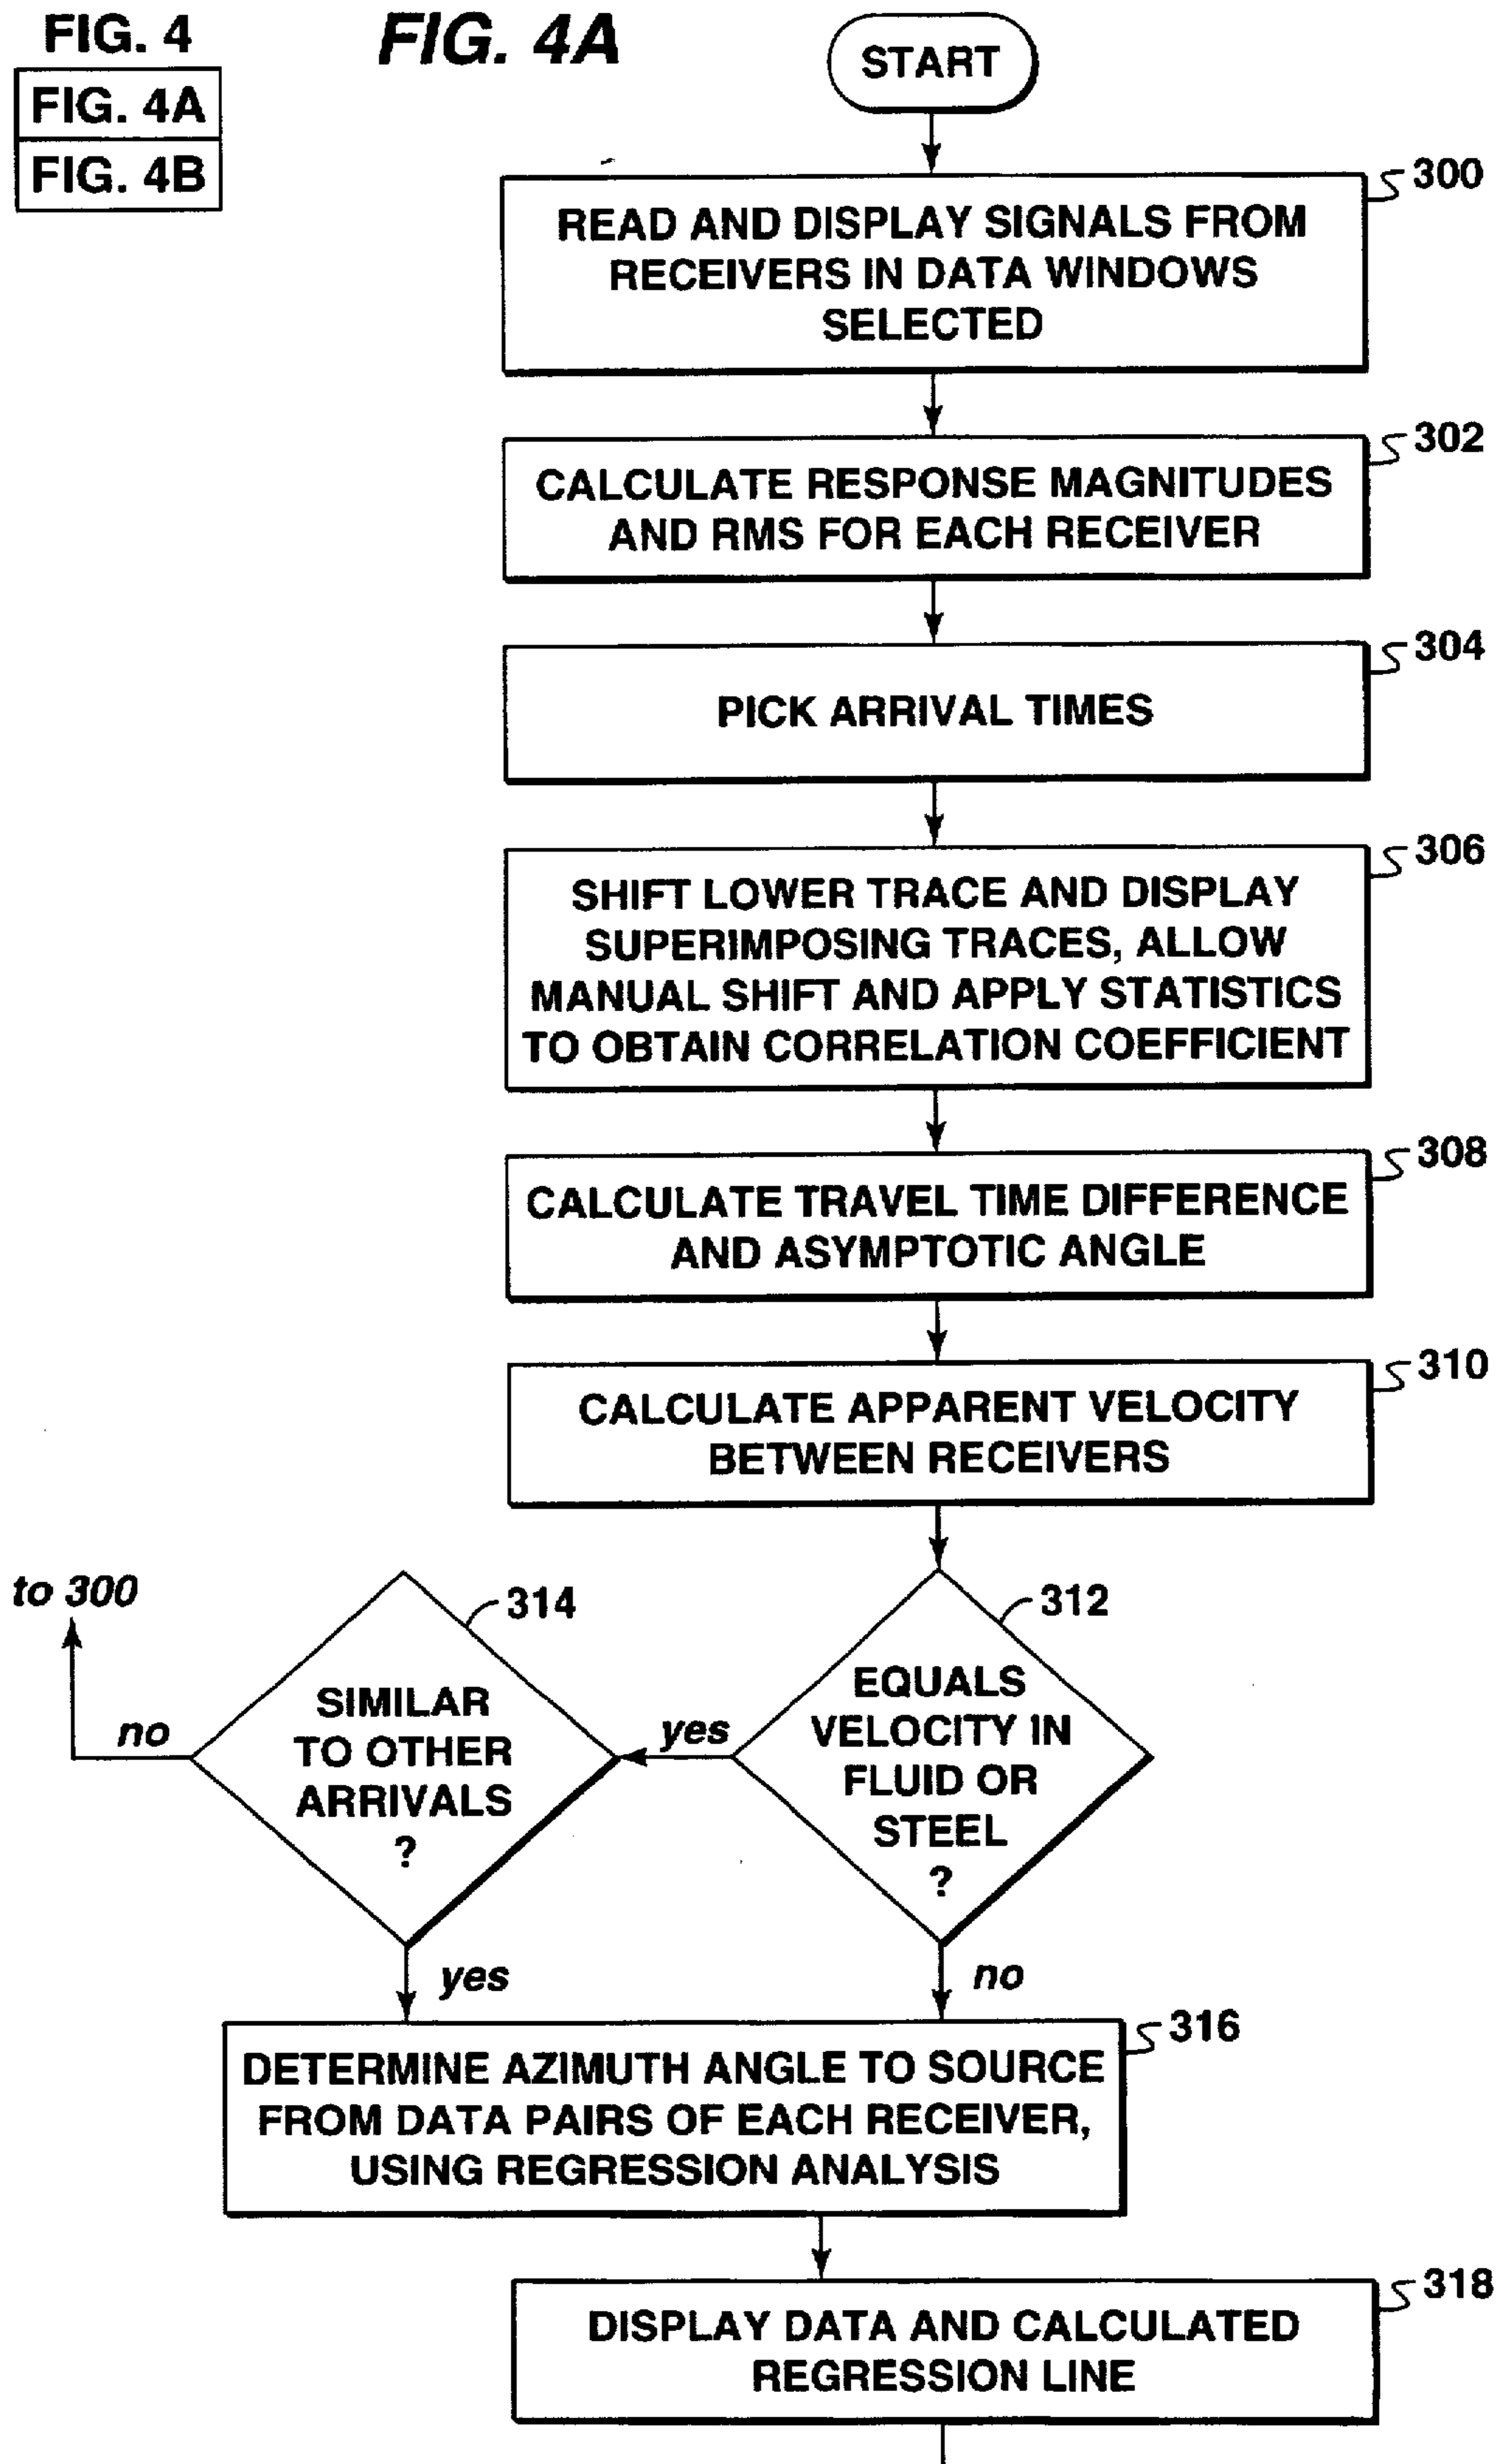 FIG. 4
FIG. 4A
FIG. 4B
FIG. 4A
START
300
READ AND DISPLAY SIGNALS FROM
RECEIVERS IN DATA WINDOWS
SELECTED
302
CALCULATE RESPONSE MAGNITUDES
AND RMS FOR EACH RECEIVER
304
PICK ARRIVAL TIMES
306
SHIFT LOWER TRACE AND DISPLAY
SUPERIMPOSING TRACES, ALLOW
MANUAL SHIFT AND APPLY STATISTICS
TO OBTAIN CORRELATION COEFFICIENT
308
CALCULATE TRAVEL TIME DIFFERENCE
AND ASYMPTOTIC ANGLE
310
CALCULATE APPARENT VELOCITY
BETWEEN RECEIVERS
312
EQUALS
VELOCITY IN
FLUID OR
STEEL
?
yes
no
314
SIMILAR
TO OTHER
ARRIVALS
?
no
to 300
yes
316
DETERMINE AZIMUTH ANGLE TO SOURCE
FROM DATA PAIRS OF EACH RECEIVER,
USING REGRESSION ANALYSIS
318
DISPLAY DATA AND CALCULATED
REGRESSION LINE